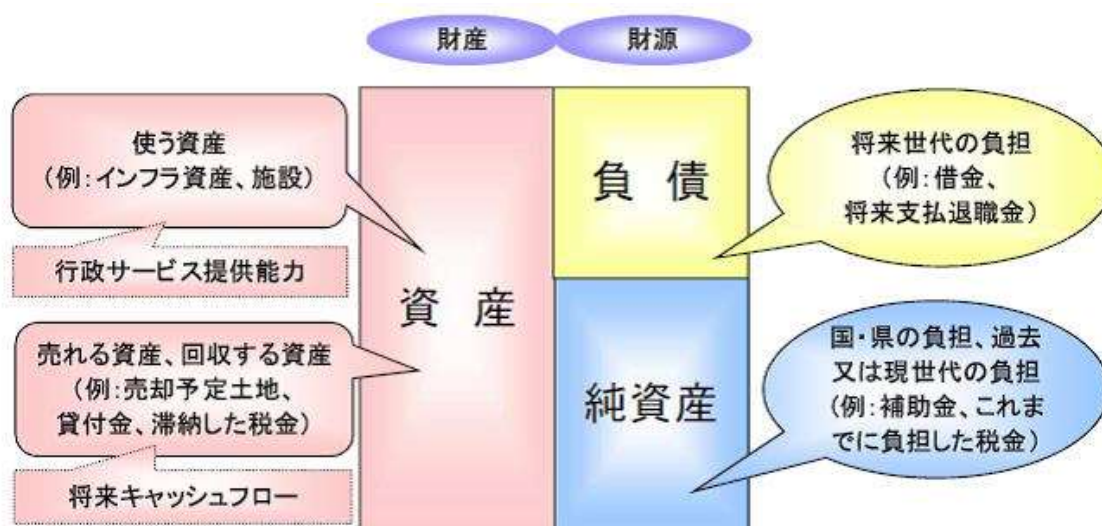 財産
財源
使う資産
（例：インフラ資産、施設）
行政サービス提供能力
売れる資産、回収する資産
（例：売却予定土地、
貸付金、滞納した税金）
将来キャッシュフロー
資 産
負 債
純資産
将来世代の負担
（例：借金、
将来支払退職金）
国・県の負担、過去
又は現世代の負担
（例：補助金、これま
でに負担した税金）